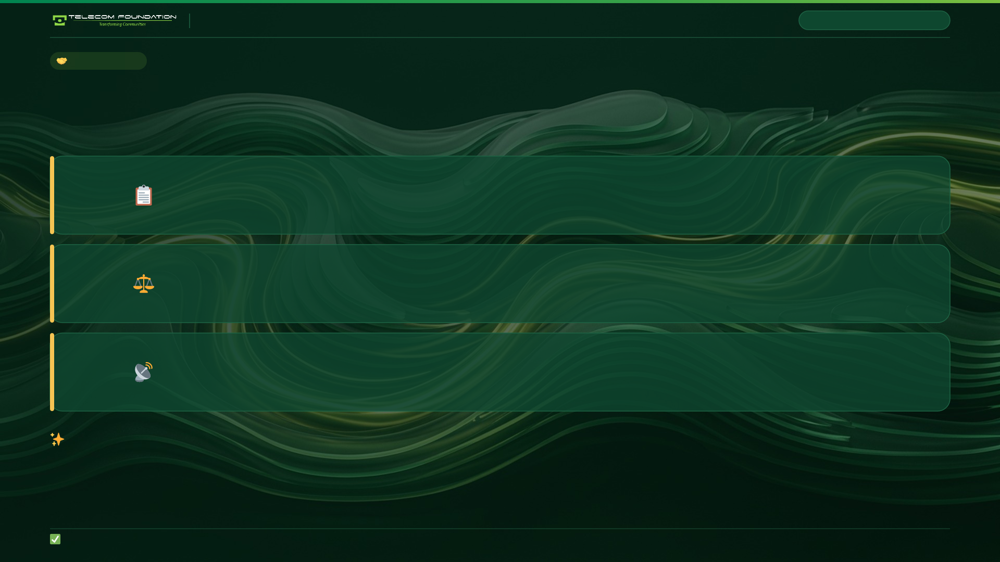 TELECOM FOUNDATION
Transforming Communities